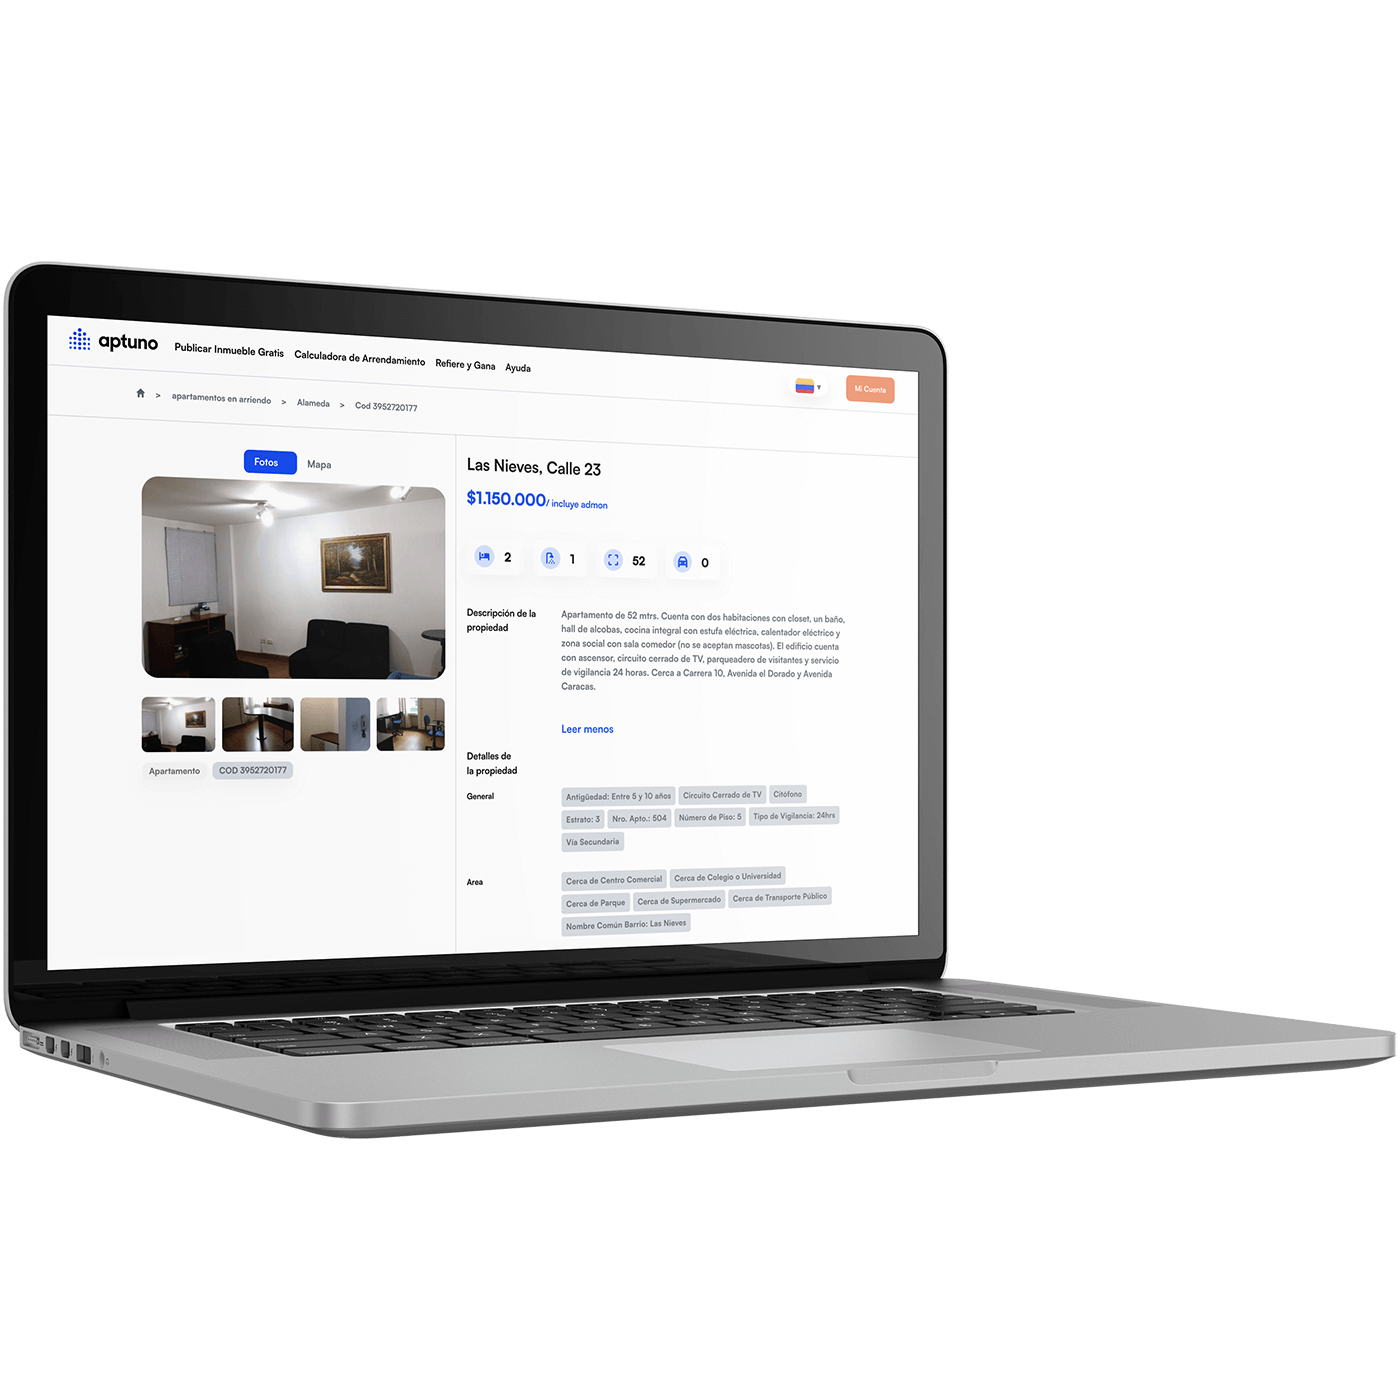 aptuno
Publicar Inmueble Gratis
Calculadora de Arrendamiento
Refiere y Gana
Ayuda
Mi Cuenta
> apartamentos en arriendo > Alameda > Cod 3952720177
Fotos
Mapa
Apartamento
COD 3952720177
Las Nieves, Calle 23
$1.150.000/ incluye admon
2
1
52
0
Descripción de la
propiedad
Apartamento de 52 mtrs. Cuenta con dos habitaciones con closet, un baño,
hall de alcobas, cocina integral con estufa eléctrica, calentador eléctrico y
zona social con sala comedor (no se aceptan mascotas). El edificio cuenta
con ascensor, circuito cerrado de TV, parqueadero de visitantes y servicio
de vigilancia 24 horas. Cerca a Carrera 10, Avenida el Dorado y Avenida
Caracas.
Leer menos
Detalles de
la propiedad
General
Antigüedad: Entre 5 y 10 años
Circuito Cerrado de TV
Citófono
Estrato: 3
Nro. Apto.: 504
Número de Piso: 5
Tipo de Vigilancia: 24hrs
Vía Secundaria
Area
Cerca de Centro Comercial
Cerca de Colegio o Universidad
Cerca de Parque
Cerca de Supermercado
Cerca de Transporte Público
Nombre Común Barrio: Las Nieves